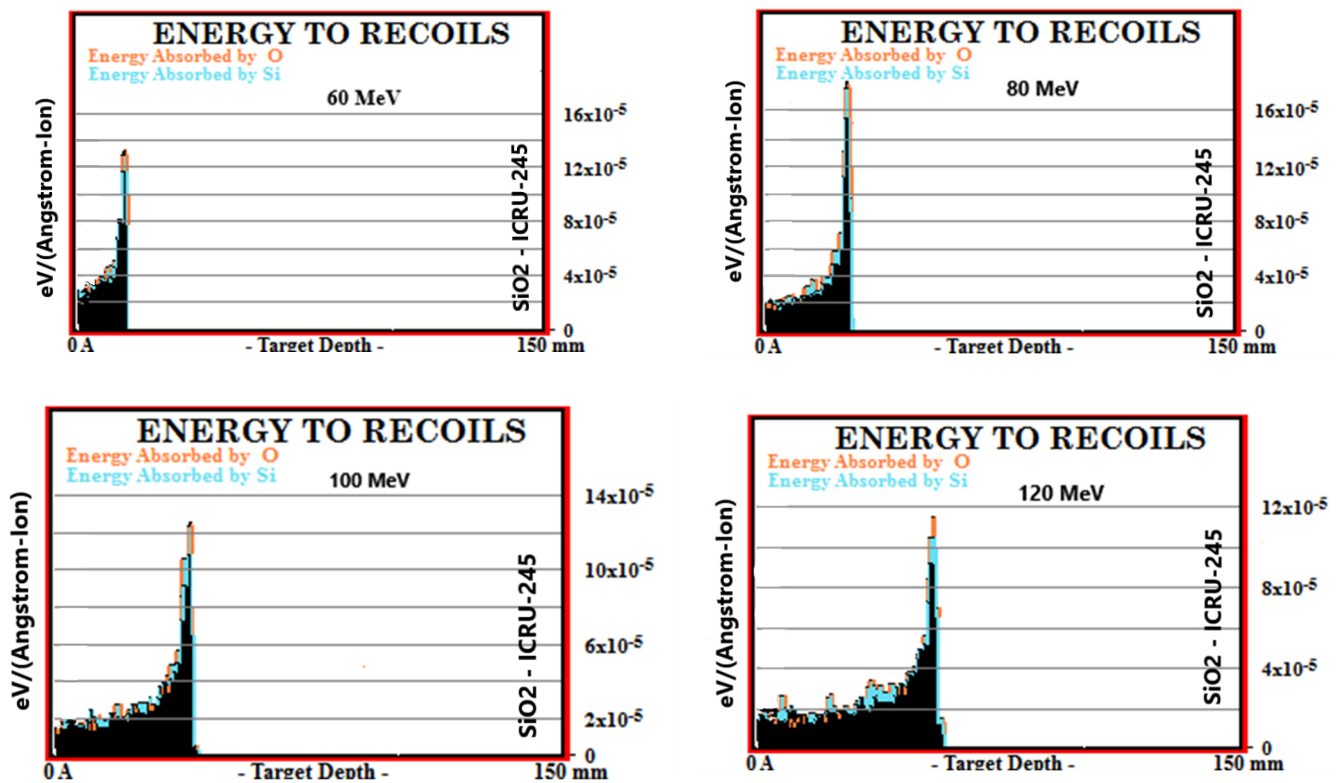 ENERGY TO RECOILS
Energy Absorbed by O
Energy Absorbed by Si
60 MeV
eV/(Angstrom-Ion)
16x10-5
12x10-5
8x10-5
4x10-5
0
SiO2 - ICRU-245
0 A
- Target Depth -
150 mm
ENERGY TO RECOILS
Energy Absorbed by O
Energy Absorbed by Si
80 MeV
eV/(Angstrom-Ion)
16x10-5
12x10-5
8x10-5
4x10-5
0
SiO2 - ICRU-245
0 A
- Target Depth -
150 mm
ENERGY TO RECOILS
Energy Absorbed by O
Energy Absorbed by Si
100 MeV
eV/(Angstrom-Ion)
14x10-5
10x10-5
6x10-5
2x10-5
0
SiO2 - ICRU-245
0 A
- Target Depth -
150 mm
ENERGY TO RECOILS
Energy Absorbed by O
Energy Absorbed by Si
120 MeV
eV/(Angstrom-Ion)
12x10-5
8x10-5
4x10-5
0
SiO2 - ICRU-245
0 A
- Target Depth -
150 mm